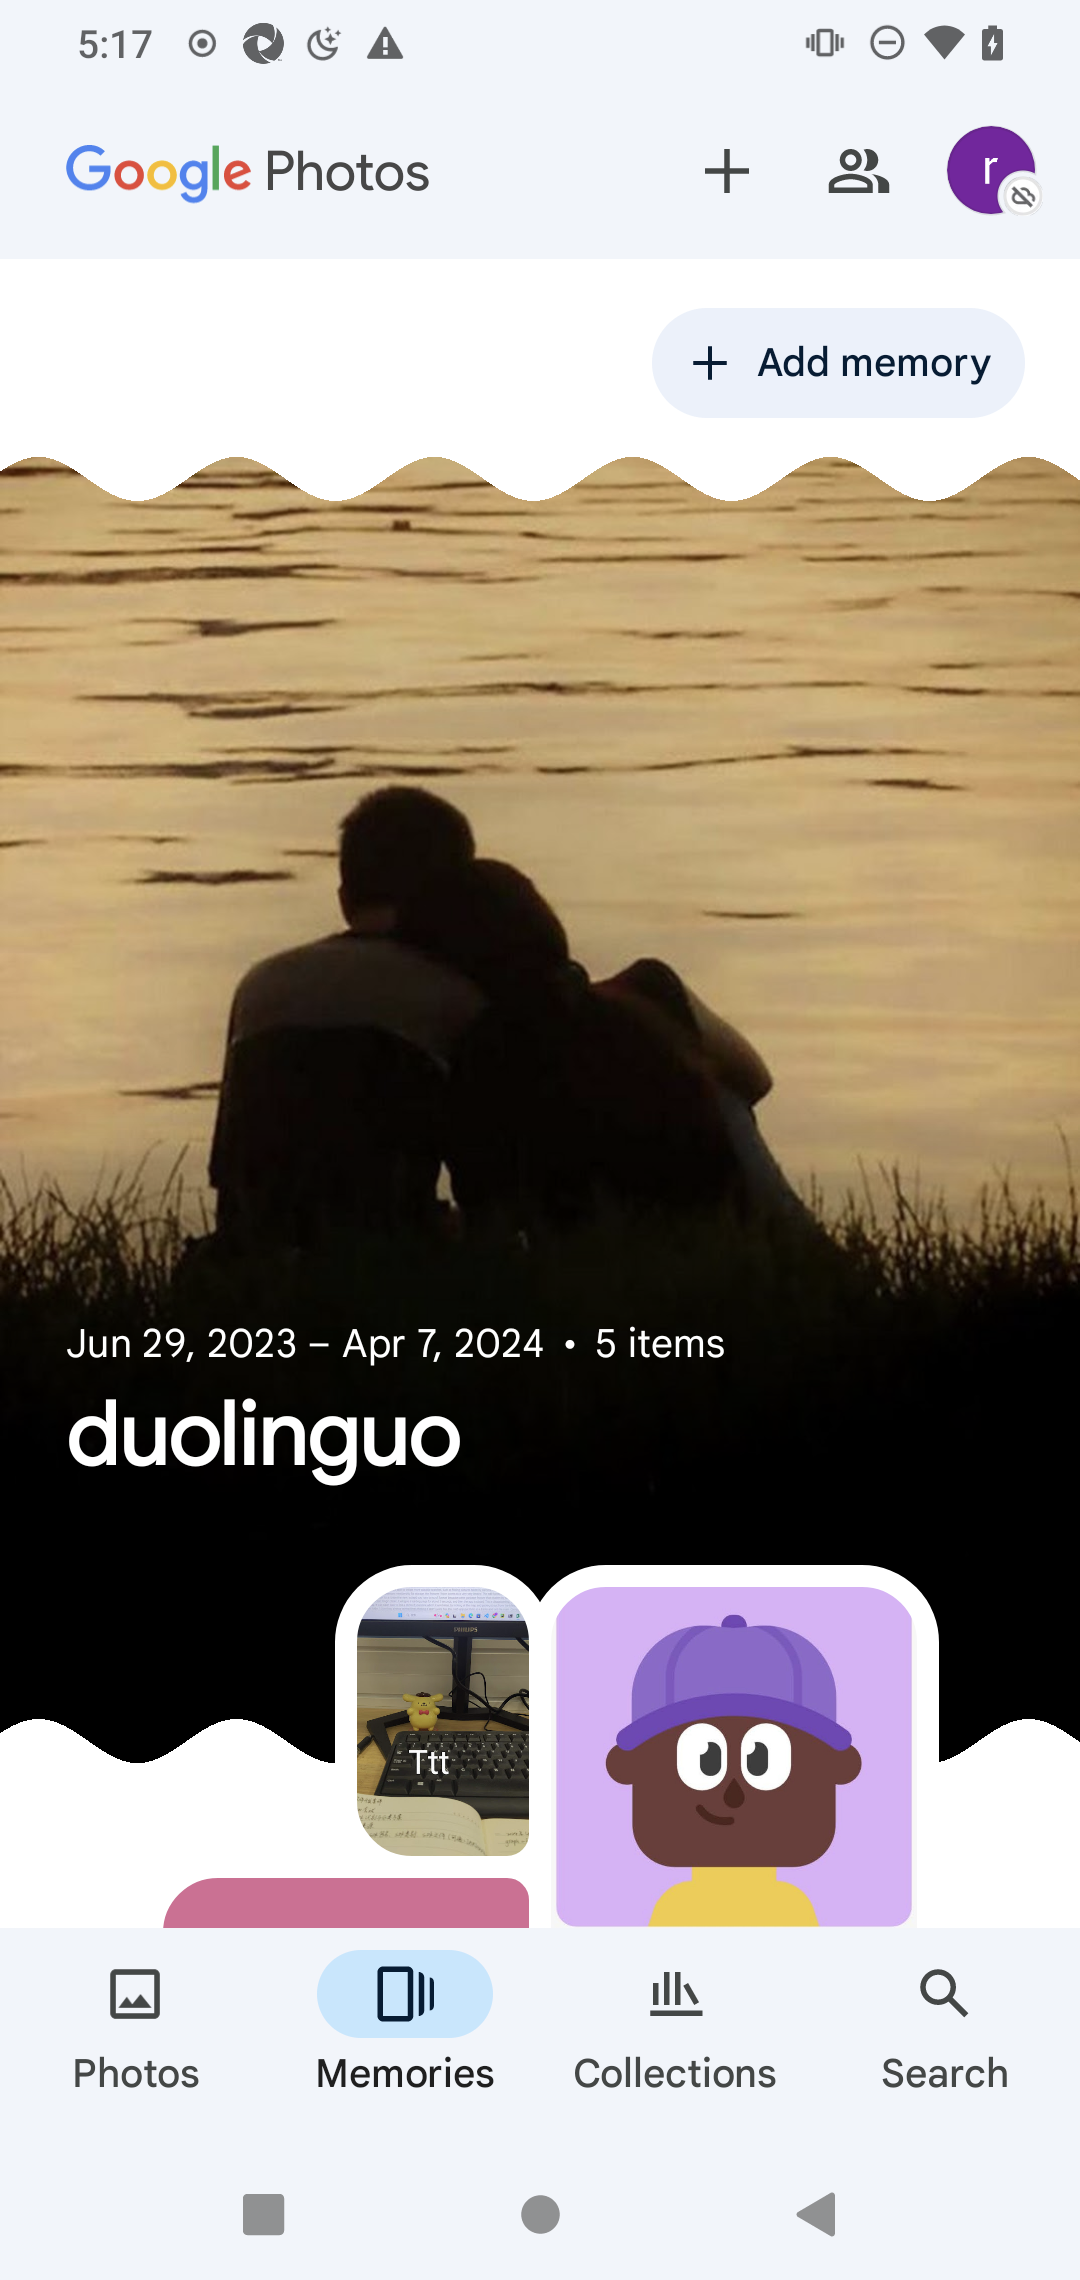 5:17
Google Photos
r
+ Add memory
Jun 29, 2023 – Apr 7, 2024 • 5 items
duolinguo
PHILIPS
Ttt
Photos
Memories
Collections
Search